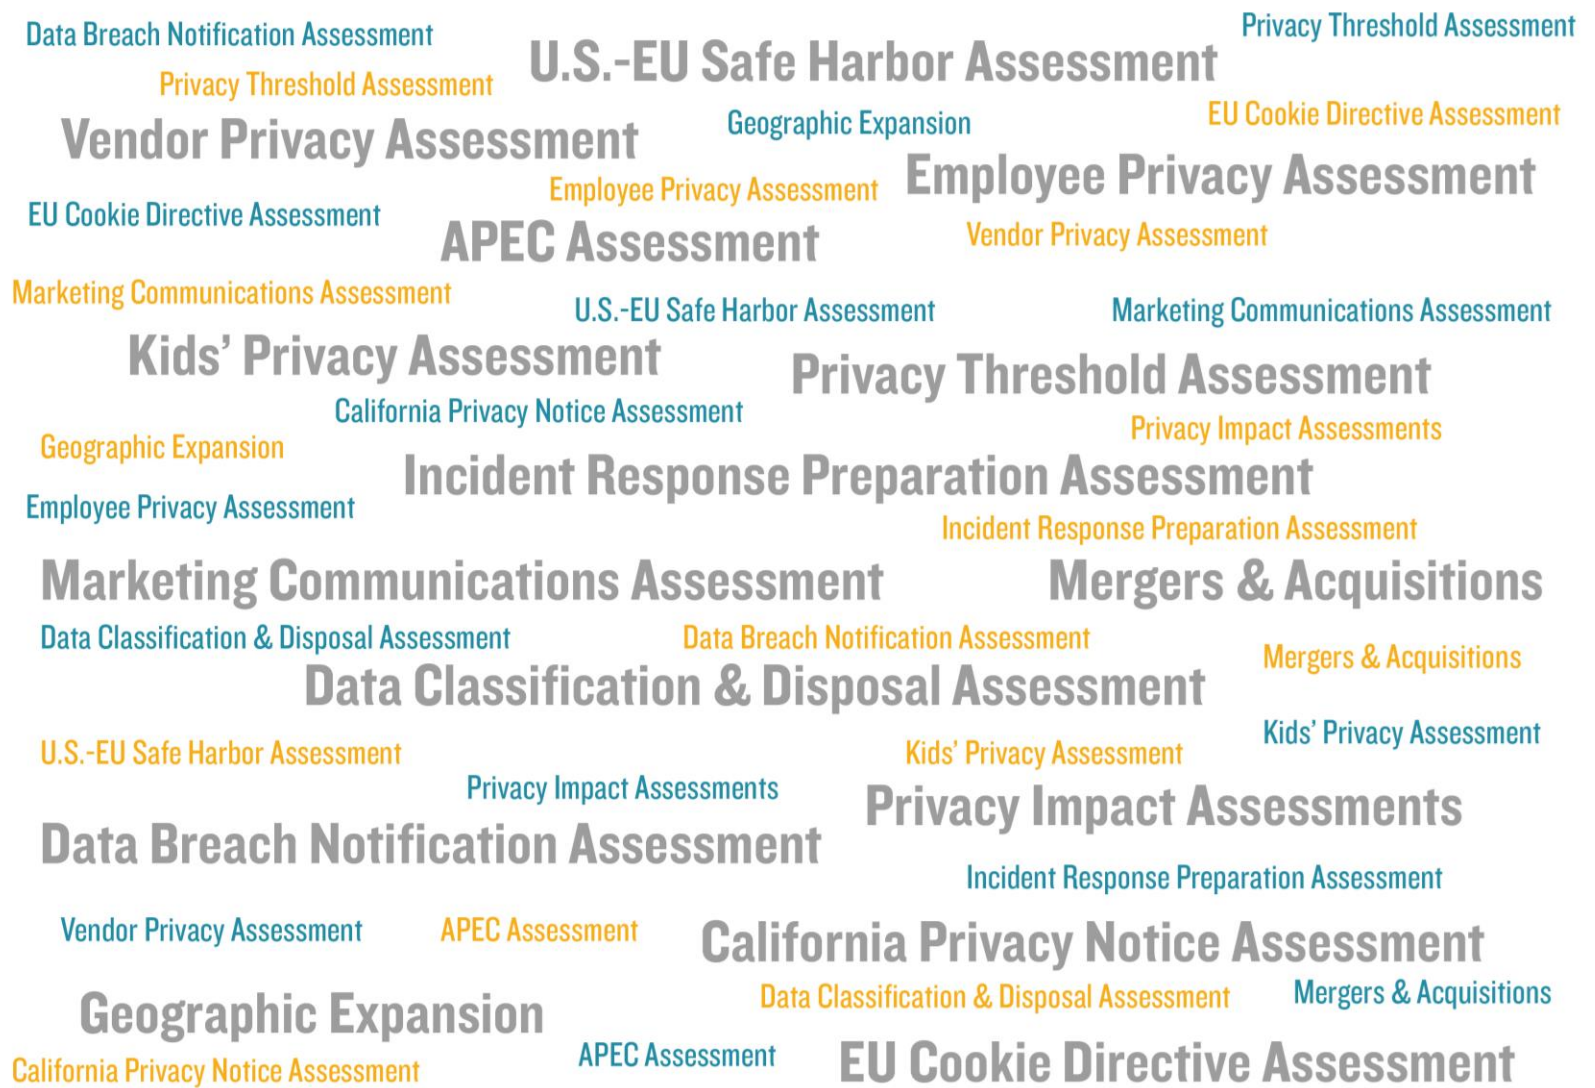 Data Breach Notification Assessment
Privacy Threshold Assessment
U.S.-EU Safe Harbor Assessment
Privacy Threshold Assessment
Vendor Privacy Assessment
Geographic Expansion
EU Cookie Directive Assessment
Employee Privacy Assessment
Employee Privacy Assessment
EU Cookie Directive Assessment
APEC Assessment
Vendor Privacy Assessment
Marketing Communications Assessment
U.S.-EU Safe Harbor Assessment
Marketing Communications Assessment
Kids’ Privacy Assessment
Privacy Threshold Assessment
California Privacy Notice Assessment
Privacy Impact Assessments
Geographic Expansion
Incident Response Preparation Assessment
Employee Privacy Assessment
Incident Response Preparation Assessment
Marketing Communications Assessment
Mergers & Acquisitions
Data Classification & Disposal Assessment
Data Breach Notification Assessment
Mergers & Acquisitions
Data Classification & Disposal Assessment
Kids’ Privacy Assessment
U.S.-EU Safe Harbor Assessment
Kids’ Privacy Assessment
Privacy Impact Assessments
Privacy Impact Assessments
Data Breach Notification Assessment
Incident Response Preparation Assessment
Vendor Privacy Assessment
APEC Assessment
California Privacy Notice Assessment
Data Classification & Disposal Assessment
Mergers & Acquisitions
Geographic Expansion
APEC Assessment
EU Cookie Directive Assessment
California Privacy Notice Assessment